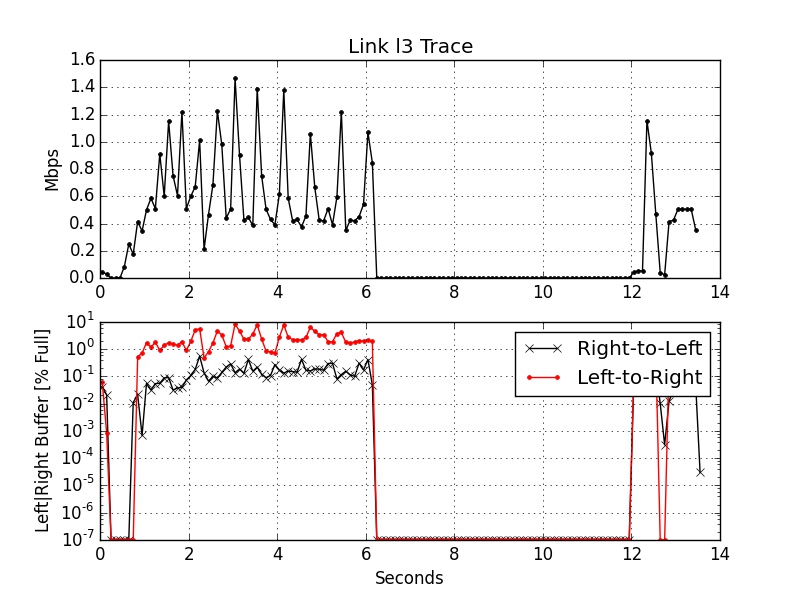 Link l3 Trace
1.6
1.4
1.2
1.0
0.8
0.6
0.4
0.2
0.0
Mbps
0 2 4 6 8 10 12 14
10^1
10^0
10^-1
10^-2
10^-3
10^-4
10^-5
10^-6
10^-7
Left|Right Buffer [% Full]
Right-to-Left
Left-to-Right
0 2 4 6 8 10 12 14
Seconds